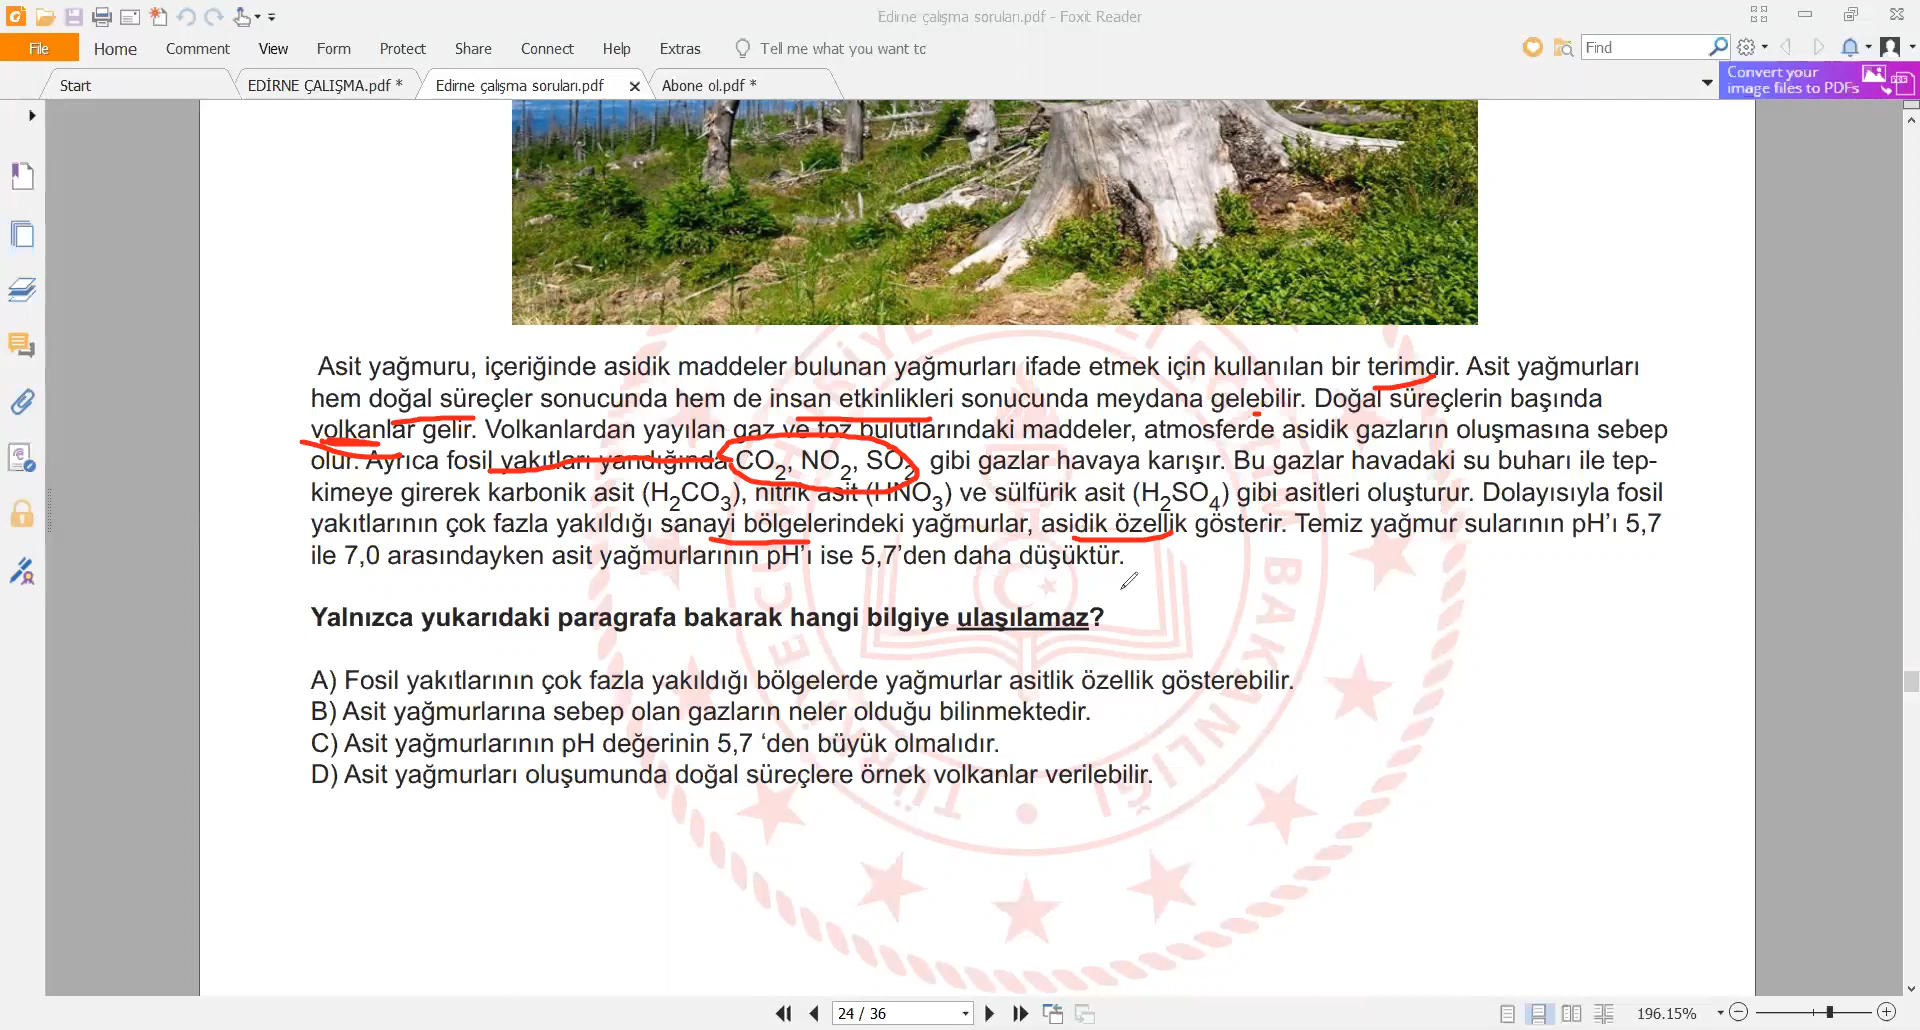 Edirne çalışma soruları.pdf - Foxit Reader
File Home Comment View Form Protect Share Connect Help Extras Tell me what you want to Find
Start EDİRNE ÇALIŞMA.pdf * Edirne çalışma soruları.pdf Abone ol.pdf *
Convert your
image files to PDFs
Asit yağmuru, içeriğinde asidik maddeler bulunan yağmurları ifade etmek için kullanılan bir terimdir. Asit yağmurları
hem doğal süreçler sonucunda hem de insan etkinlikleri sonucunda meydana gelebilir. Doğal süreçlerin başında
volkanlar gelir. Volkanlardan yayılan gaz ve toz bulutlarındaki maddeler, atmosferde asidik gazların oluşmasına sebep
olur. Ayrıca fosil yakıtları yandığında CO₂, NO₂, SO₂ gibi gazlar havaya karışır. Bu gazlar havadaki su buharı ile tep-
kimeye girerek karbonik asit (H₂CO₃), nitrik asit (HNO₃) ve sülfürik asit (H₂SO₄) gibi asitleri oluşturur. Dolayısıyla fosil
yakıtlarının çok fazla yakıldığı sanayi bölgelerindeki yağmurlar, asidik özellik gösterir. Temiz yağmur sularının pH’ı 5,7
ile 7,0 arasındayken asit yağmurlarının pH’ı ise 5,7’den daha düşüktür.
Yalnızca yukarıdaki paragrafa bakarak hangi bilgiye ulaşılamaz?
A) Fosil yakıtlarının çok fazla yakıldığı bölgelerde yağmurlar asitlik özellik gösterebilir.
B) Asit yağmurlarına sebep olan gazların neler olduğu bilinmektedir.
C) Asit yağmurlarının pH değerinin 5,7 ‘den büyük olmalıdır.
D) Asit yağmurları oluşumunda doğal süreçlere örnek volkanlar verilebilir.
24 / 36 196.15%